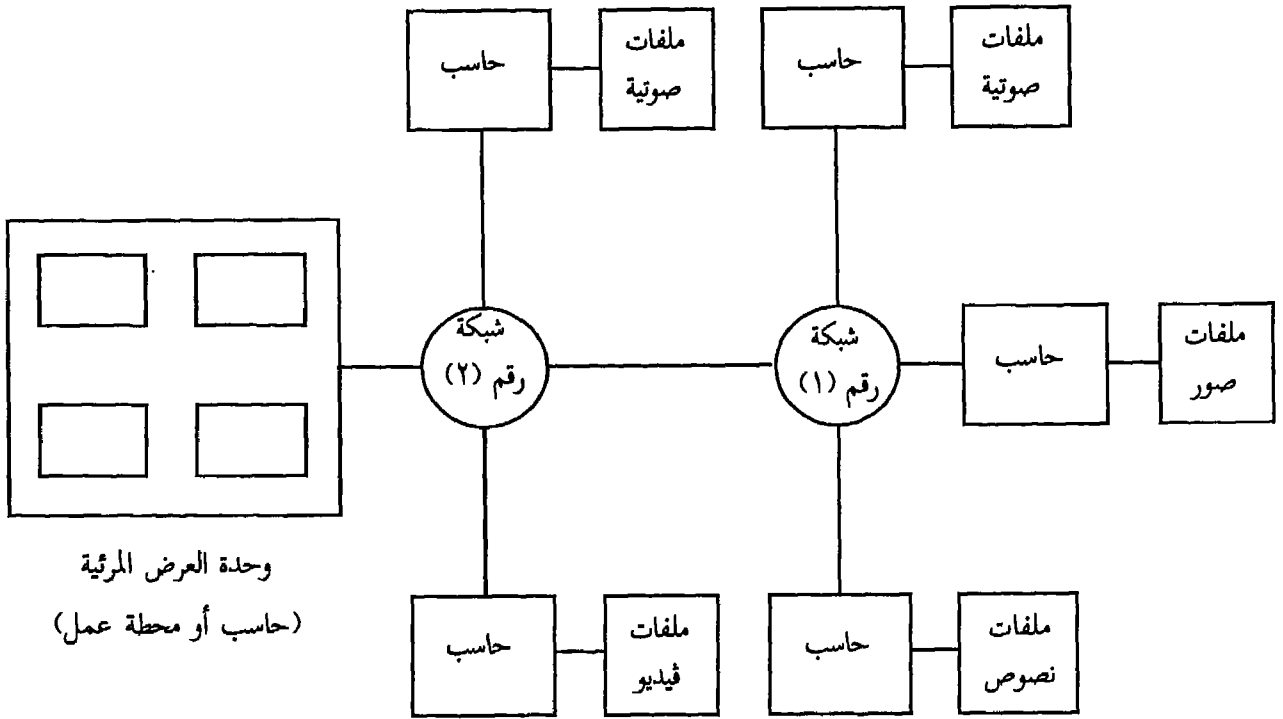 حاسب
ملفات
صوتية
حاسب
ملفات
صوتية
شبكة
رقم (١)
شبكة
رقم (٢)
حاسب
ملفات
صور
وحدة العرض المرئية
(حاسب أو محطة عمل)
حاسب
ملفات
نصوص
حاسب
ملفات
ڤيديو